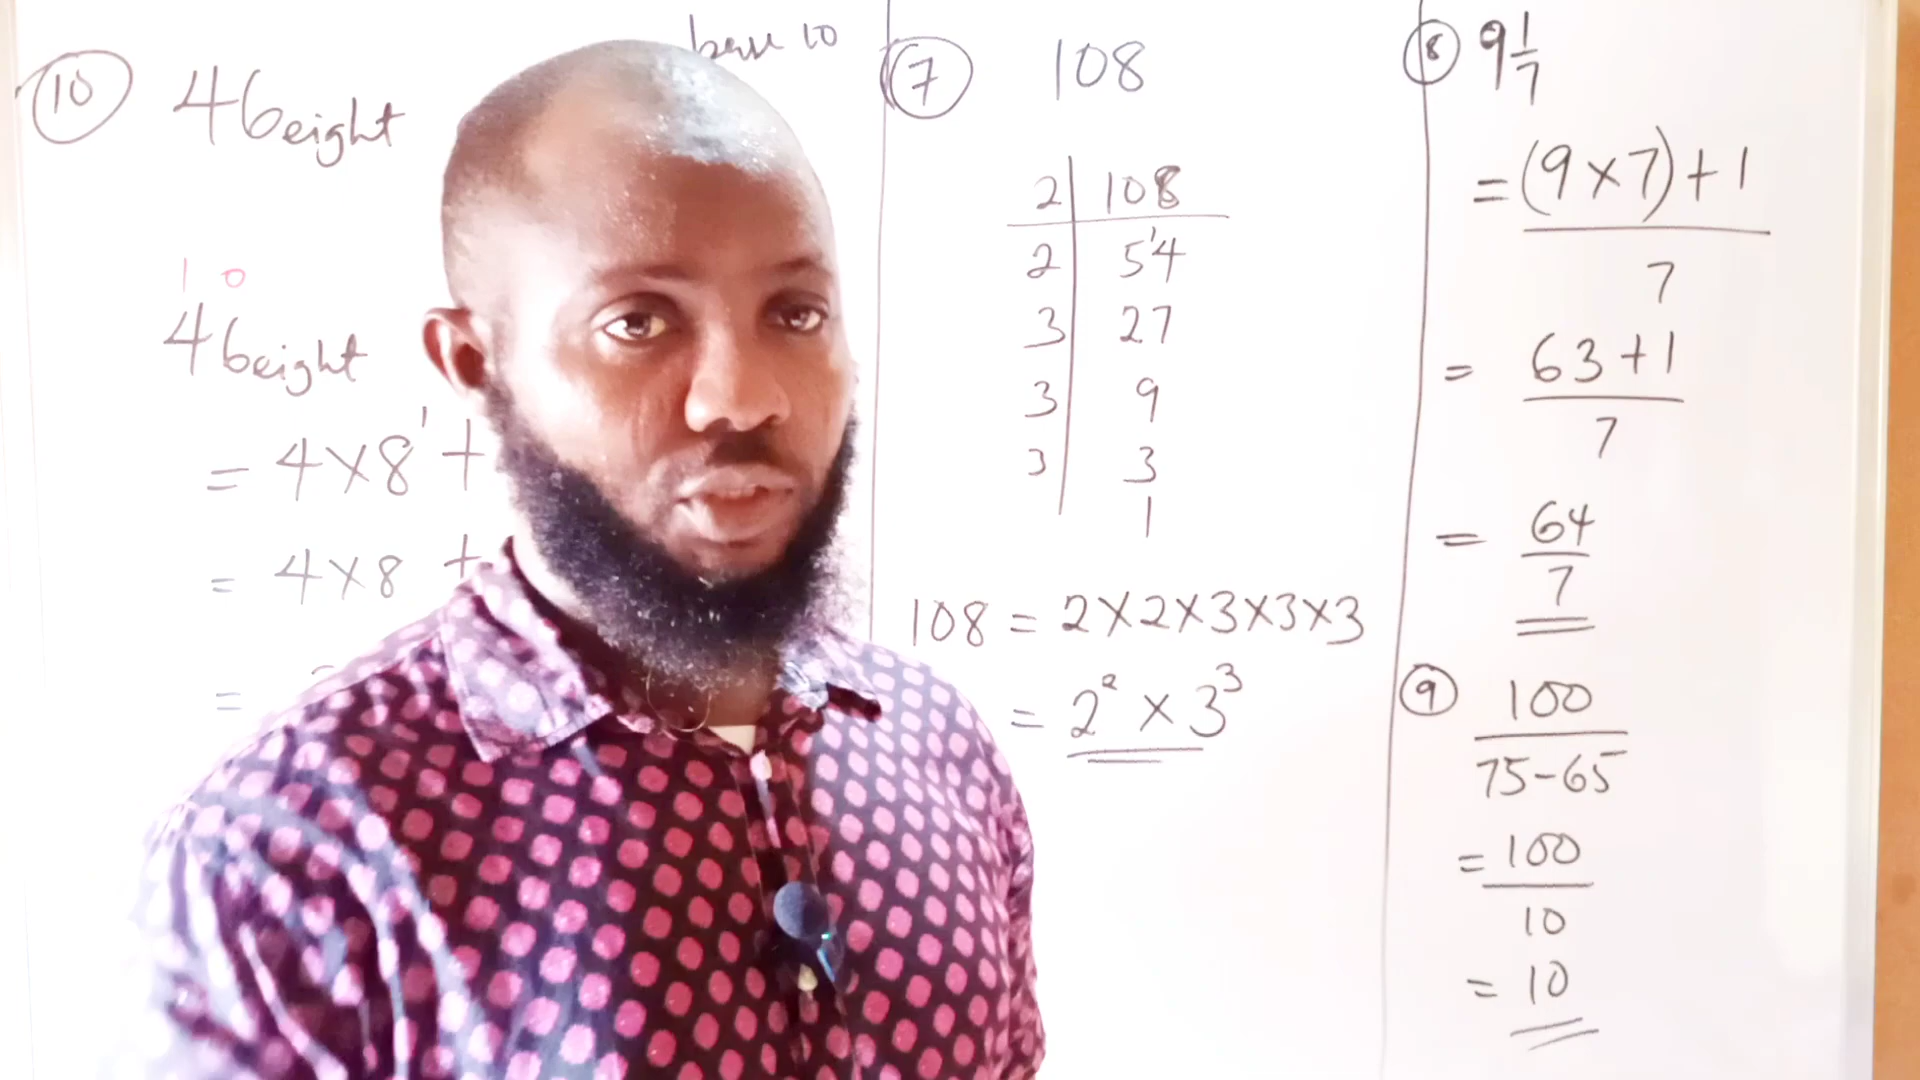 base 10
⑩ 46eight
1 0
46eight
= 4×8¹ +
= 4×8 +
=
⑦ 108
2 | 108
2 | 5'4
3 | 27
3 | 9
3 | 3
1
108 = 2×2×3×3×3
= 2² × 3³
⑧ 9 1/7
= (9×7)+1
7
= 63+1
7
= 64
7
⑨ 100
75-65
= 100
10
= 10